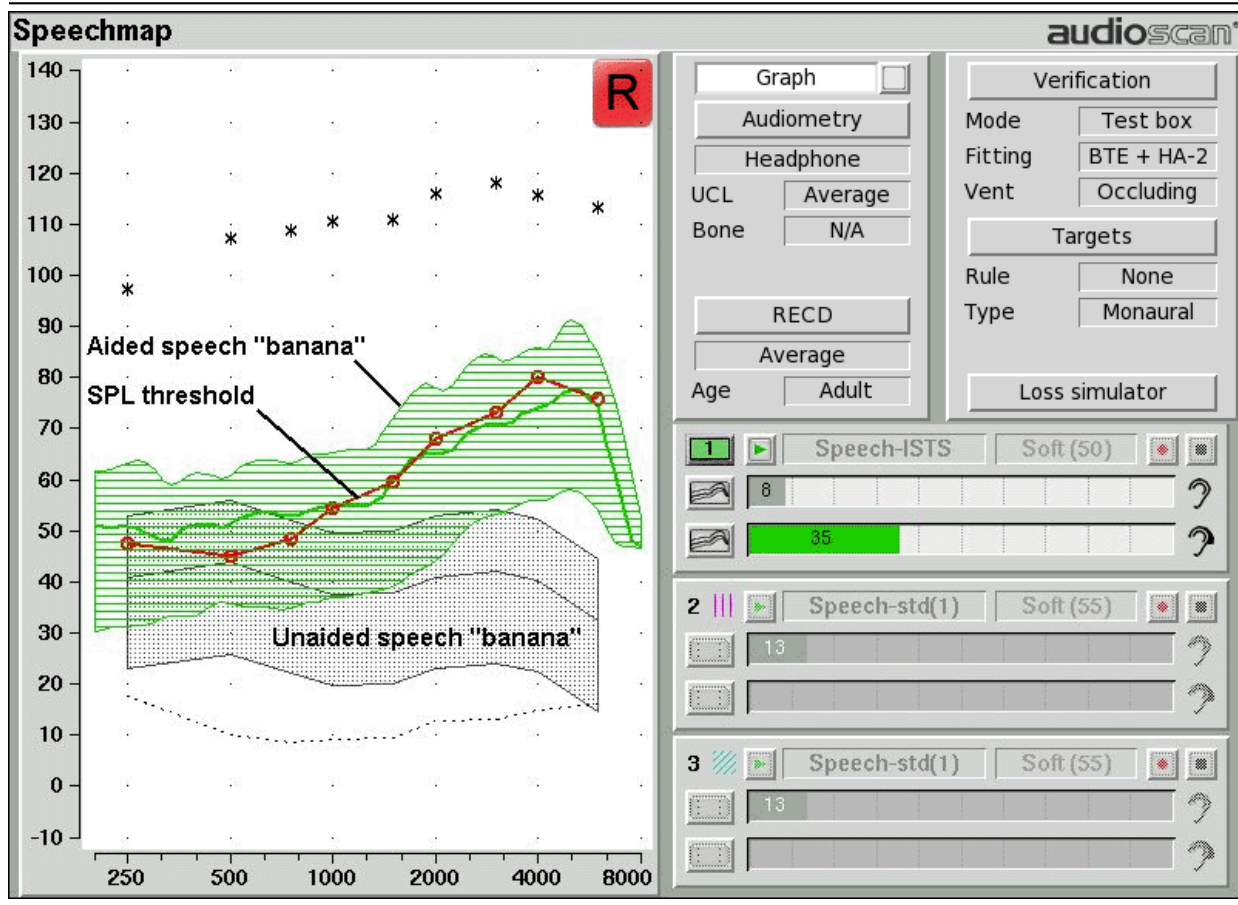 Speechmap
audioscan
140
130
120
110
100
90
80
70
60
50
40
30
20
10
0
-10
R
Aided speech "banana"
SPL threshold
Unaided speech "banana"
250 500 1000 2000 4000 8000
Graph
Audiometry
Headphone
UCL Average
Bone N/A
RECD
Average
Age Adult
Verification
Mode Test box
Fitting BTE + HA-2
Vent Occluding
Targets
Rule None
Type Monaural
Loss simulator
1 Speech-ISTS Soft (50)
8
35
2 Speech-std(1) Soft (55)
13
3 Speech-std(1) Soft (55)
13